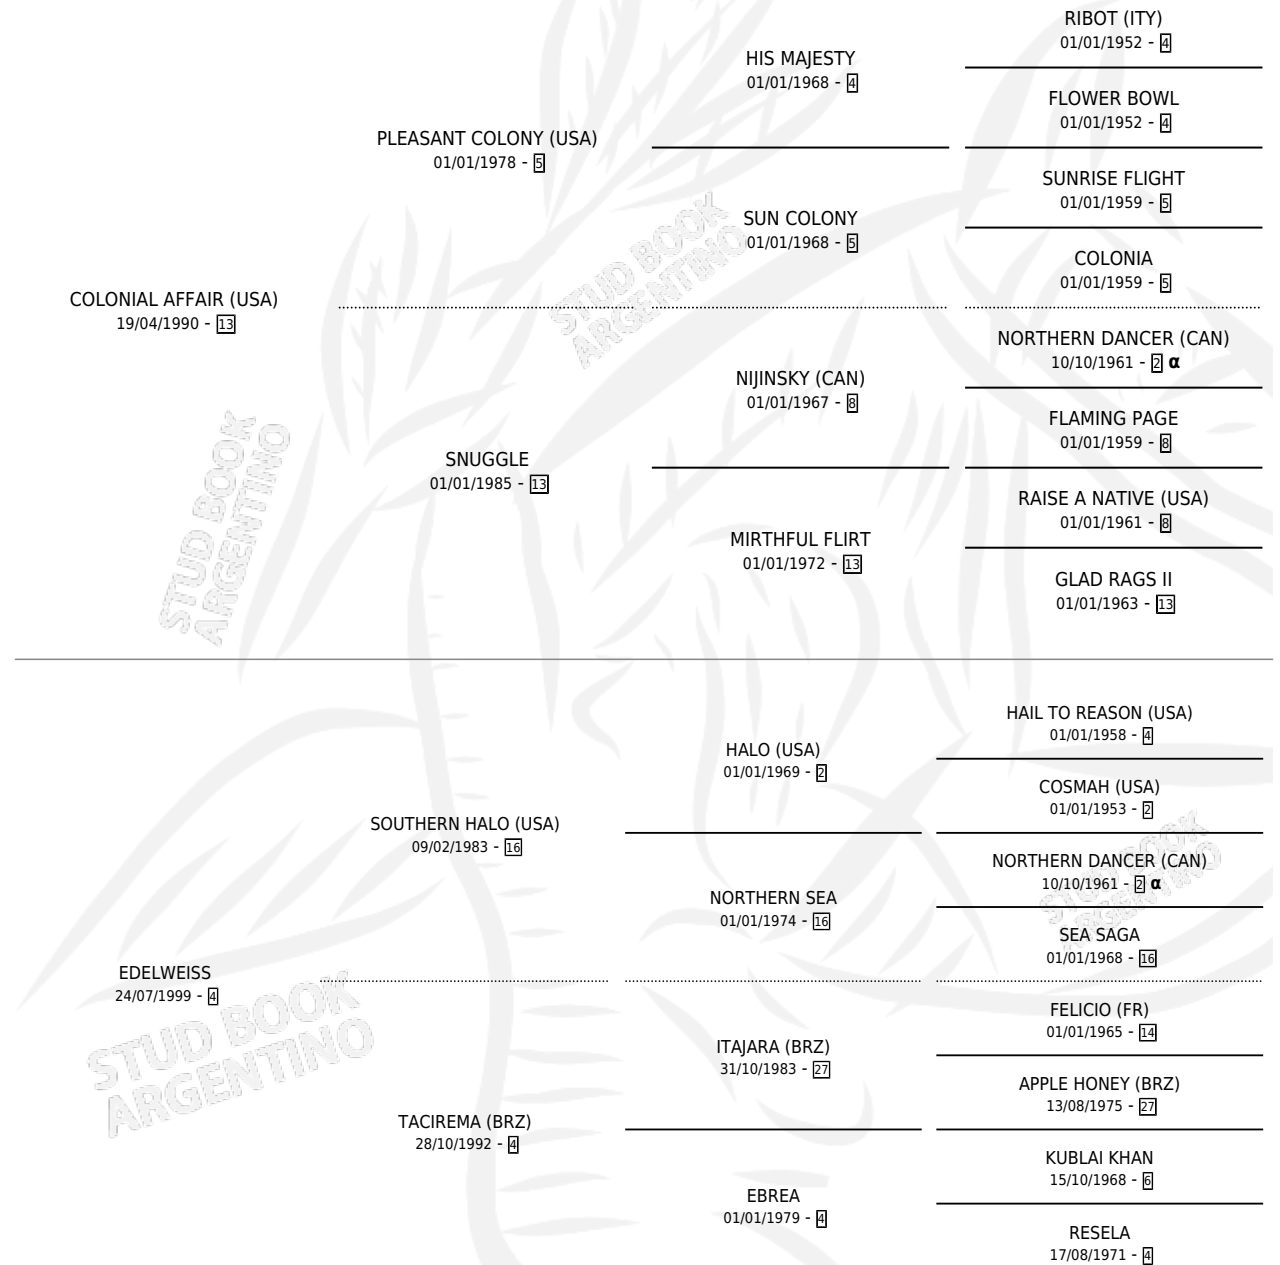 RIBOT (ITY)
01/01/1952 - 4
HIS MAJESTY
01/01/1968 - 4
FLOWER BOWL
01/01/1952 - 4
PLEASANT COLONY (USA)
01/01/1978 - 5
SUNRISE FLIGHT
01/01/1959 - 5
SUN COLONY
01/01/1968 - 5
COLONIA
01/01/1959 - 5
COLONIAL AFFAIR (USA)
19/04/1990 - 13
NORTHERN DANCER (CAN)
10/10/1961 - 2 α
NIJINSKY (CAN)
01/01/1967 - 8
FLAMING PAGE
01/01/1959 - 8
SNUGGLE
01/01/1985 - 13
RAISE A NATIVE (USA)
01/01/1961 - 8
MIRTHFUL FLIRT
01/01/1972 - 13
GLAD RAGS II
01/01/1963 - 13
HAIL TO REASON (USA)
01/01/1958 - 4
HALO (USA)
01/01/1969 - 2
COSMAH (USA)
01/01/1953 - 2
SOUTHERN HALO (USA)
09/02/1983 - 16
NORTHERN DANCER (CAN)
10/10/1961 - 2 α
NORTHERN SEA
01/01/1974 - 16
SEA SAGA
01/01/1968 - 16
EDELWEISS
24/07/1999 - 4
FELICIO (FR)
01/01/1965 - 14
ITAJARA (BRZ)
31/10/1983 - 27
APPLE HONEY (BRZ)
13/08/1975 - 27
TACIREMA (BRZ)
28/10/1992 - 4
KUBLAI KHAN
15/10/1968 - 6
EBREA
01/01/1979 - 4
RESELA
17/08/1971 - 4
STUD BOOK
ARGENTINO
STUD BOOK
ARGENTINO
STUD BOOK
ARGENTINO
STUD BOOK
ARGENTINO